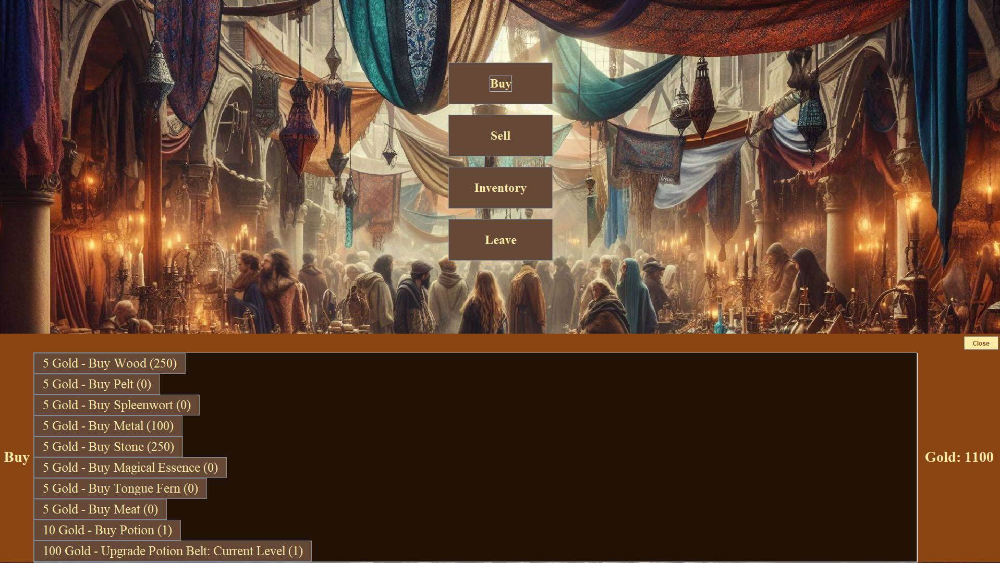 Buy
Sell
Inventory
Leave
Close
5 Gold - Buy Wood (250)
5 Gold - Buy Pelt (0)
5 Gold - Buy Spleenwort (0)
5 Gold - Buy Metal (100)
5 Gold - Buy Stone (250)
Buy
Gold: 1100
5 Gold - Buy Magical Essence (0)
5 Gold - Buy Tongue Fern (0)
5 Gold - Buy Meat (0)
10 Gold - Buy Potion (1)
100 Gold - Upgrade Potion Belt: Current Level (1)